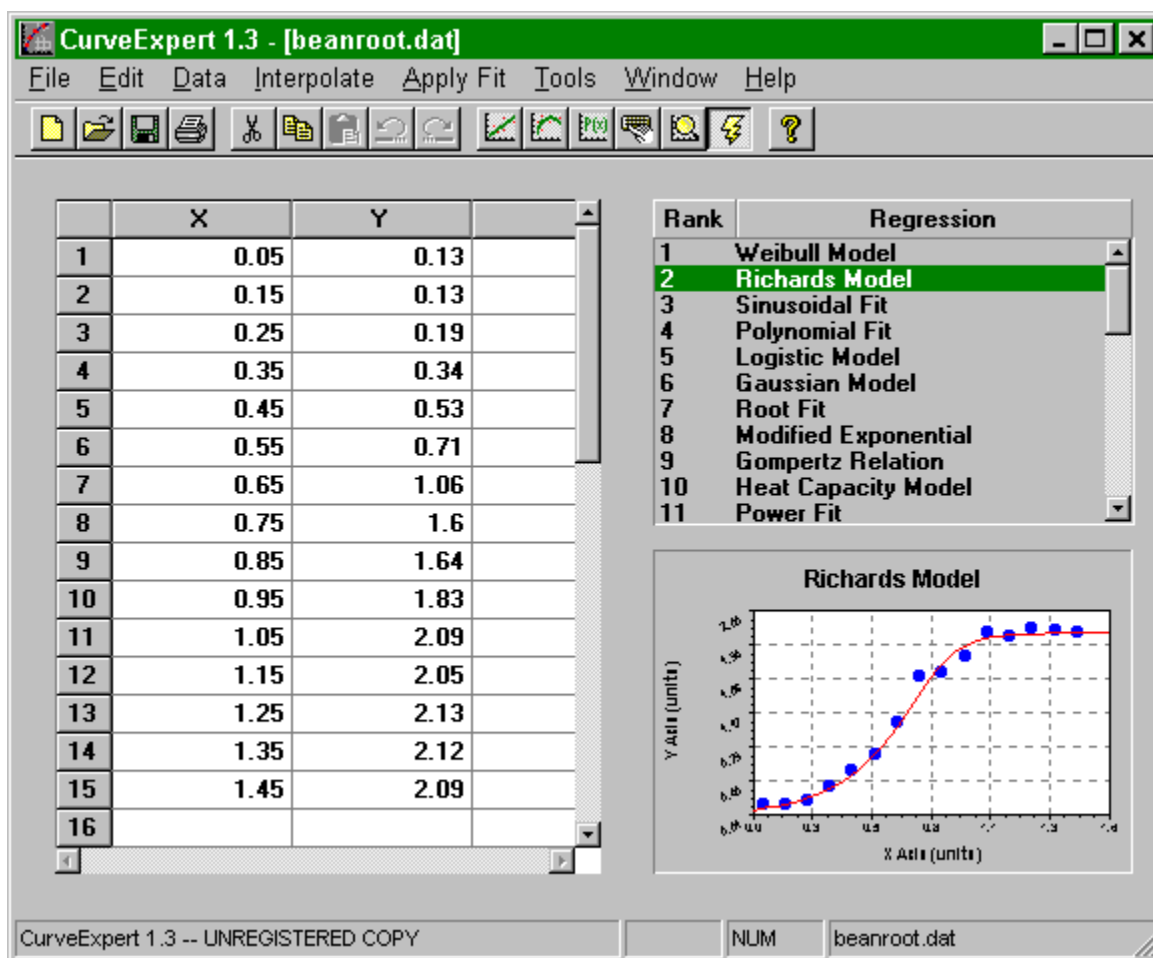 CurveExpert 1.3 - [beanroot.dat]
File Edit Data Interpolate Apply Fit Tools Window Help
P(x) ?
X Y
1 0.05 0.13
2 0.15 0.13
3 0.25 0.19
4 0.35 0.34
5 0.45 0.53
6 0.55 0.71
7 0.65 1.06
8 0.75 1.6
9 0.85 1.64
10 0.95 1.83
11 1.05 2.09
12 1.15 2.05
13 1.25 2.13
14 1.35 2.12
15 1.45 2.09
16
Rank Regression
1 Weibull Model
2 Richards Model
3 Sinusoidal Fit
4 Polynomial Fit
5 Logistic Model
6 Gaussian Model
7 Root Fit
8 Modified Exponential
9 Gompertz Relation
10 Heat Capacity Model
11 Power Fit
Richards Model
Y Axis (units)
X Axis (units)
CurveExpert 1.3 -- UNREGISTERED COPY NUM beanroot.dat